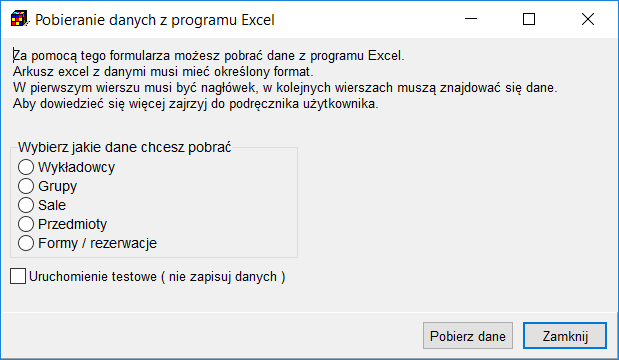 Pobieranie danych z programu Excel
Za pomocą tego formularza możesz pobrać dane z programu Excel.
Arkusz excel z danymi musi mieć określony format.
W pierwszym wierszu musi być nagłówek, w kolejnych wierszach muszą znajdować się dane.
Aby dowiedzieć się więcej zajrzyj do podręcznika użytkownika.
Wybierz jakie dane chcesz pobrać
Wykładowcy
Grupy
Sale
Przedmioty
Formy / rezerwacje
Uruchomienie testowe ( nie zapisuj danych )
Pobierz dane
Zamknij